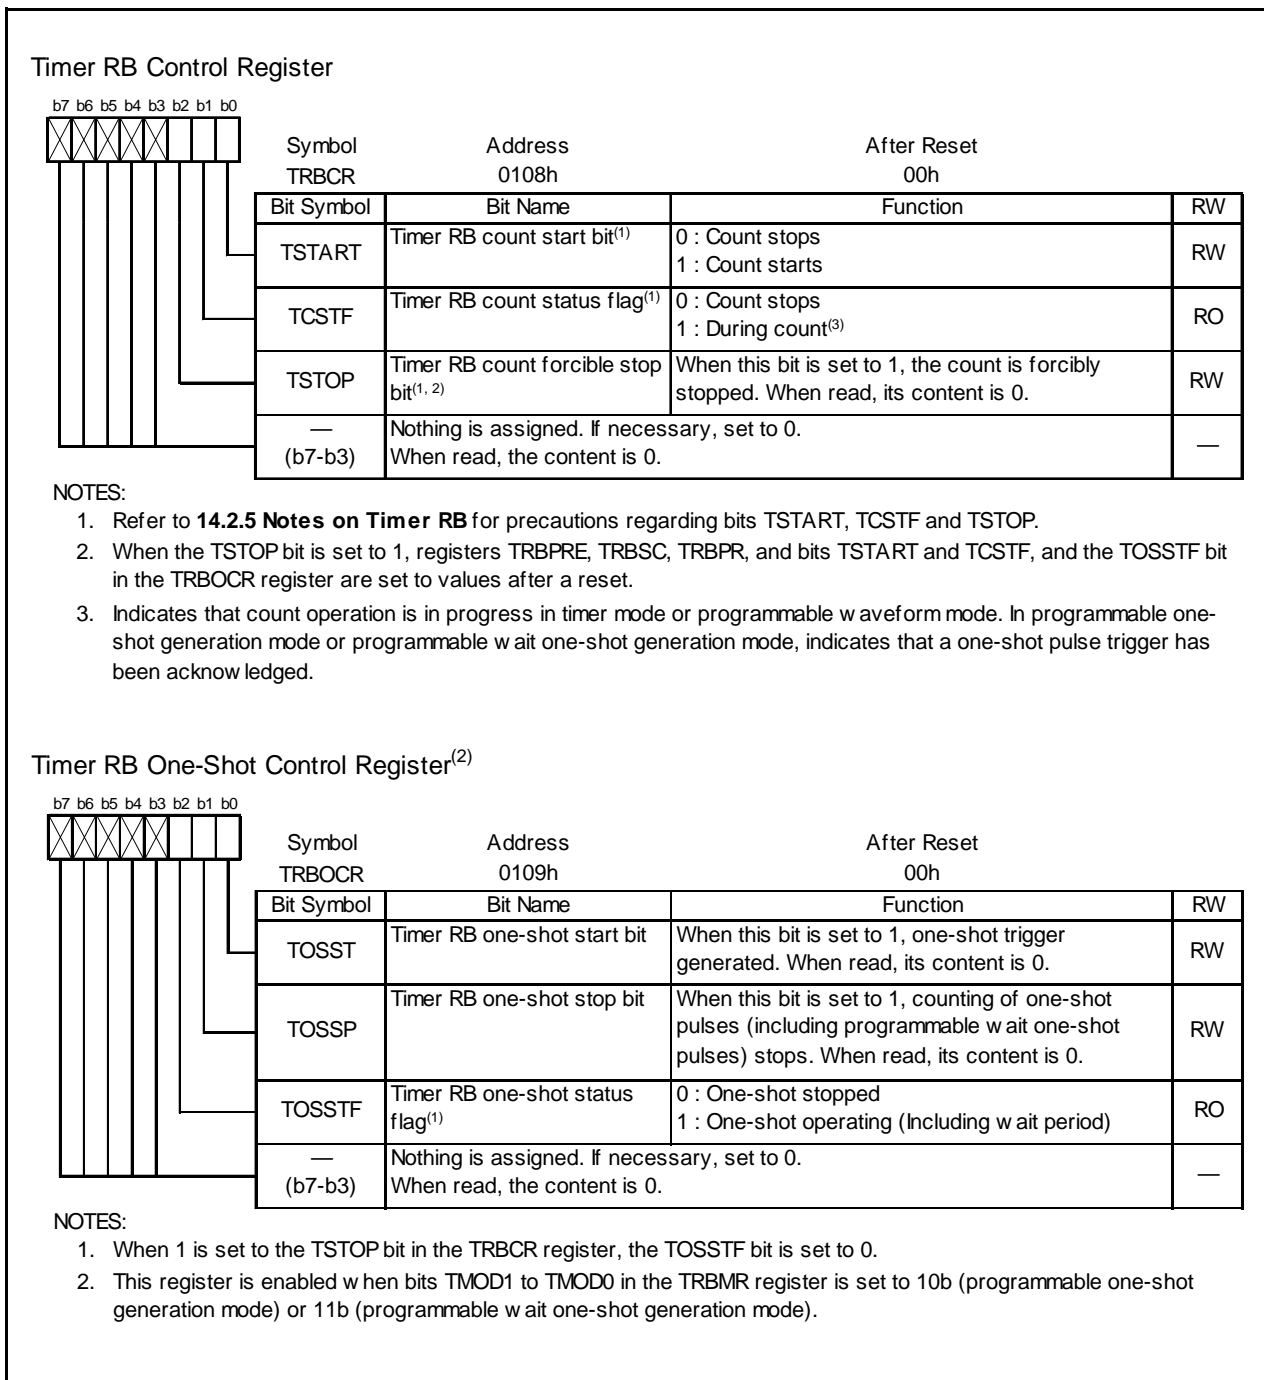 Timer RB Control Register
b7 b6 b5 b4 b3 b2 b1 b0
Symbol Address After Reset
TRBCR 0108h 00h
Bit Symbol Bit Name Function RW
TSTART Timer RB count start bit(1) 0 : Count stops
1 : Count starts RW
TCSTF Timer RB count status flag(1) 0 : Count stops
1 : During count(3) RO
TSTOP Timer RB count forcible stop When this bit is set to 1, the count is forcibly
bit(1, 2) stopped. When read, its content is 0. RW
— Nothing is assigned. If necessary, set to 0.
(b7-b3) When read, the content is 0. —
NOTES:
1. Refer to 14.2.5 Notes on Timer RB for precautions regarding bits TSTART, TCSTF and TSTOP.
2. When the TSTOP bit is set to 1, registers TRBPRE, TRBSC, TRBPR, and bits TSTART and TCSTF, and the TOSSTF bit
in the TRBOCR register are set to values after a reset.
3. Indicates that count operation is in progress in timer mode or programmable waveform mode. In programmable one-
shot generation mode or programmable wait one-shot generation mode, indicates that a one-shot pulse trigger has
been acknowledged.
Timer RB One-Shot Control Register(2)
b7 b6 b5 b4 b3 b2 b1 b0
Symbol Address After Reset
TRBOCR 0109h 00h
Bit Symbol Bit Name Function RW
TOSST Timer RB one-shot start bit When this bit is set to 1, one-shot trigger
generated. When read, its content is 0. RW
TOSSP Timer RB one-shot stop bit When this bit is set to 1, counting of one-shot
pulses (including programmable wait one-shot RW
pulses) stops. When read, its content is 0.
TOSSTF Timer RB one-shot status 0 : One-shot stopped
flag(1) 1 : One-shot operating (Including wait period) RO
— Nothing is assigned. If necessary, set to 0.
(b7-b3) When read, the content is 0. —
NOTES:
1. When 1 is set to the TSTOP bit in the TRBCR register, the TOSSTF bit is set to 0.
2. This register is enabled when bits TMOD1 to TMOD0 in the TRBMR register is set to 10b (programmable one-shot
generation mode) or 11b (programmable wait one-shot generation mode).